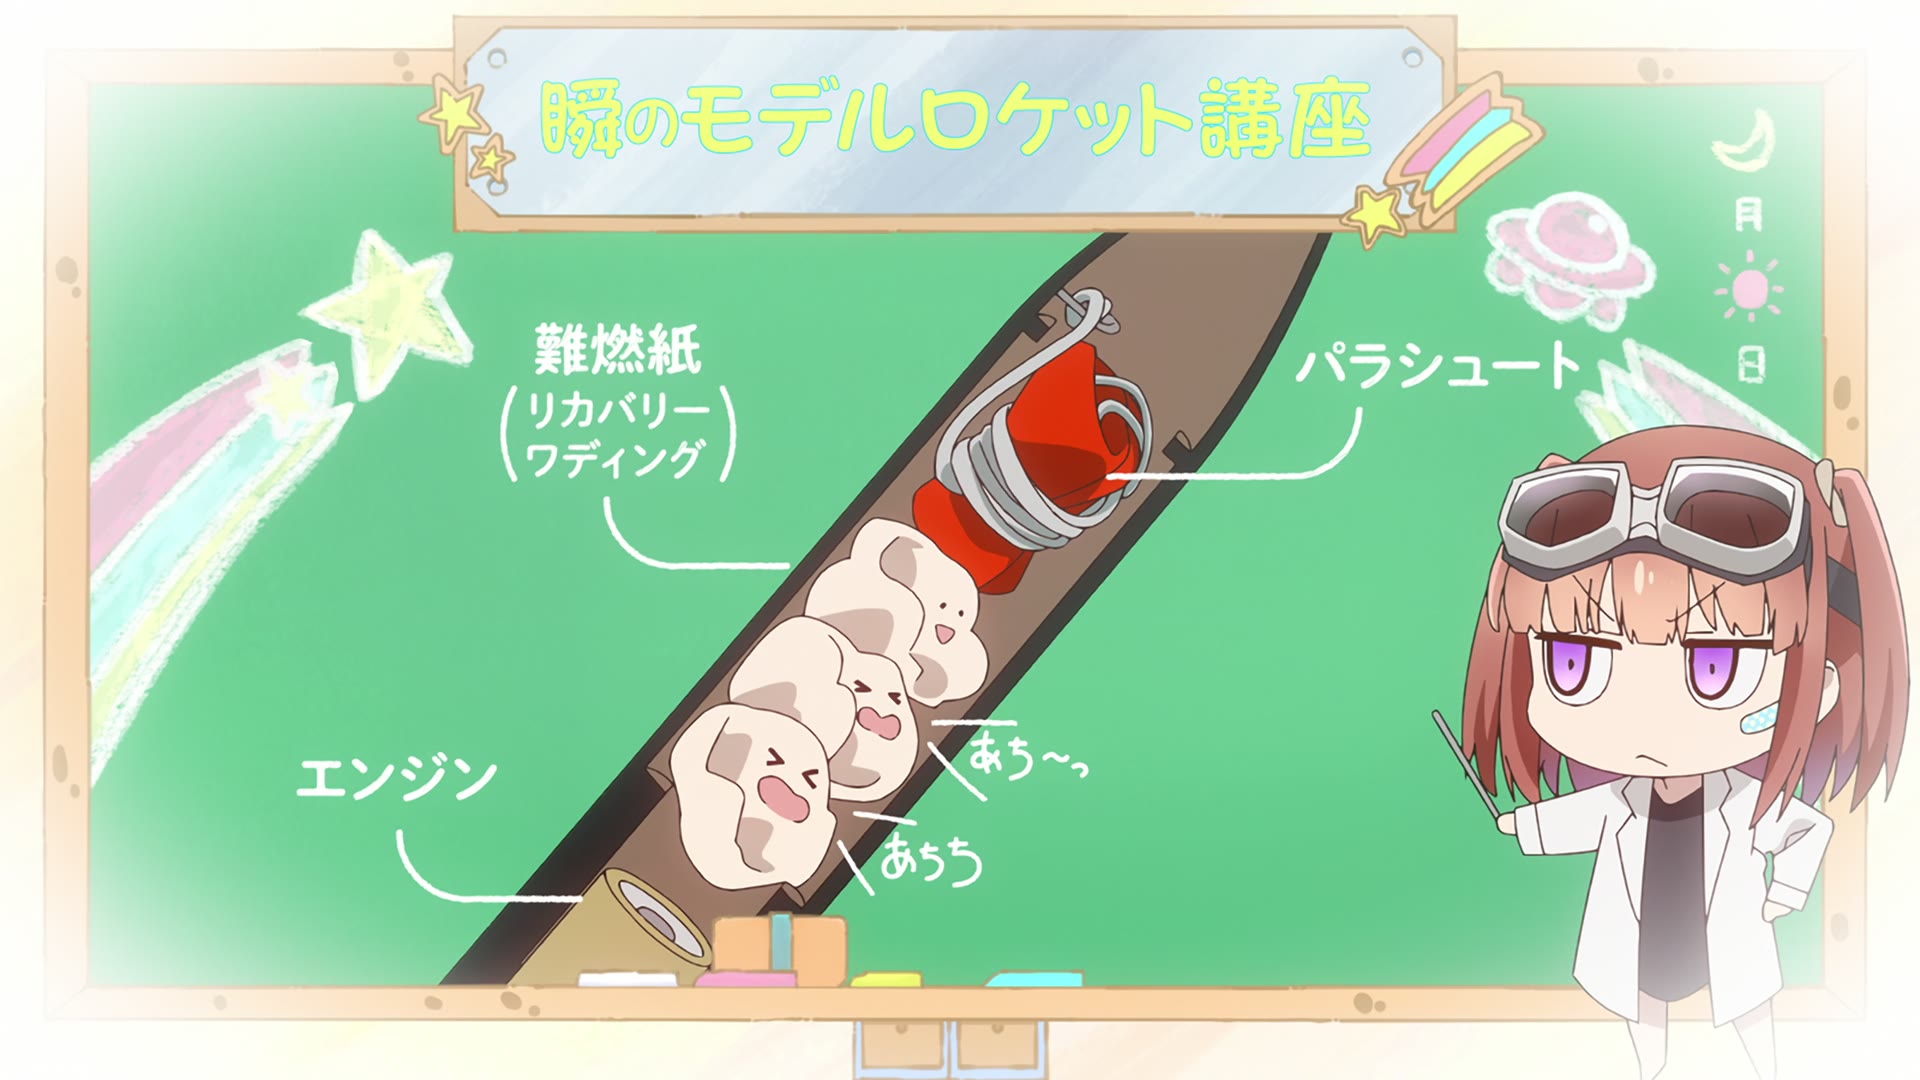 瞬のモデルロケット講座
月
日
難燃紙
(リカバリー
ワディング)
パラシュート
エンジン
あち〜っ
あちち